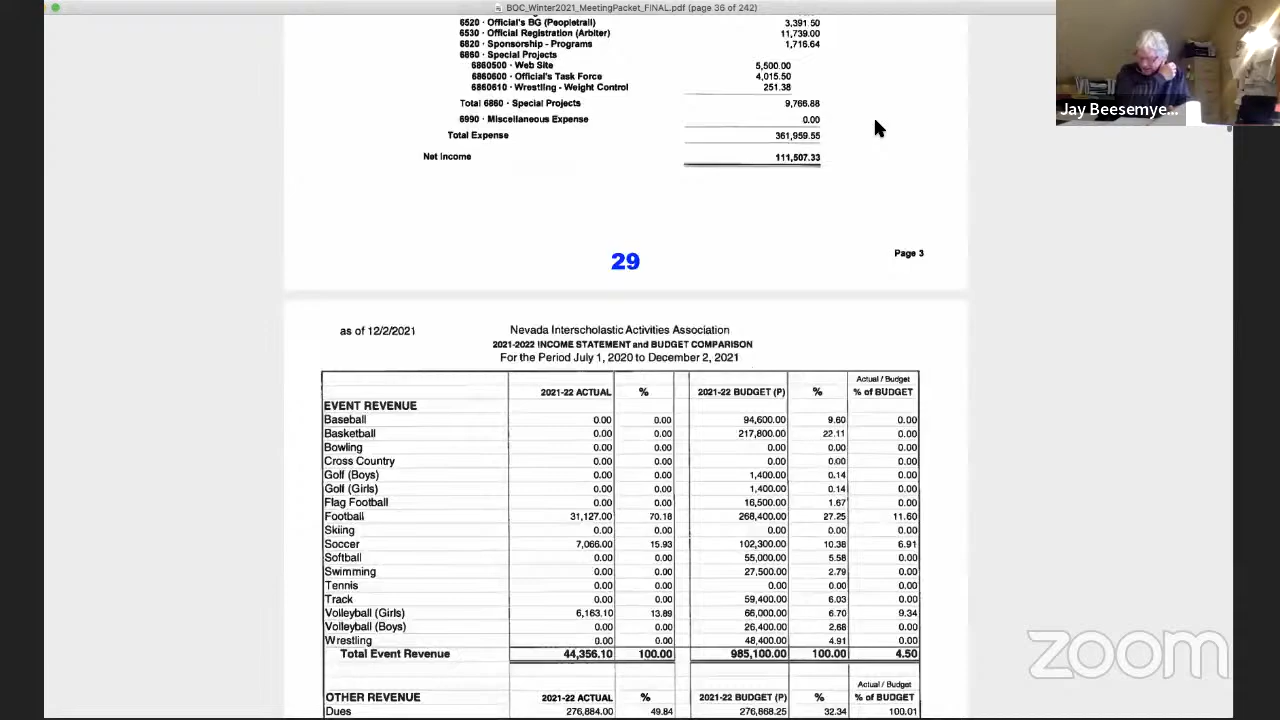 BOC_Winter2021_MeetingPacket_FINAL.pdf (page 36 of 242)
6520 · Official's BG (Peopletrail) 3,391.50
6530 · Official Registration (Arbiter) 11,739.00
6820 · Sponsorship - Programs 1,716.64
6860 · Special Projects
6860500 · Web Site 5,500.00
6860600 · Official's Task Force 4,015.50
6860610 · Wrestling - Weight Control 251.38
Total 6860 · Special Projects 9,766.88
6990 · Miscellaneous Expense 0.00
Total Expense 361,959.55
Net Income 111,507.33
Jay Beesemye...
29
Page 3
as of 12/2/2021 Nevada Interscholastic Activities Association
2021-2022 INCOME STATEMENT and BUDGET COMPARISON
For the Period July 1, 2020 to December 2, 2021
Actual / Budget
2021-22 ACTUAL % 2021-22 BUDGET (P) % % of BUDGET
EVENT REVENUE
Baseball 0.00 0.00 94,600.00 9.60 0.00
Basketball 0.00 0.00 217,800.00 22.11 0.00
Bowling 0.00 0.00 0.00 0.00 0.00
Cross Country 0.00 0.00 0.00 0.00 0.00
Golf (Boys) 0.00 0.00 1,400.00 0.14 0.00
Golf (Girls) 0.00 0.00 1,400.00 0.14 0.00
Flag Football 0.00 0.00 16,500.00 1.67 0.00
Football 31,127.00 70.18 268,400.00 27.25 11.60
Skiing 0.00 0.00 0.00 0.00 0.00
Soccer 7,066.00 15.93 102,300.00 10.38 6.91
Softball 0.00 0.00 55,000.00 5.58 0.00
Swimming 0.00 0.00 27,500.00 2.79 0.00
Tennis 0.00 0.00 0.00 0.00 0.00
Track 0.00 0.00 59,400.00 6.03 0.00
Volleyball (Girls) 6,163.10 13.89 66,000.00 6.70 9.34
Volleyball (Boys) 0.00 0.00 26,400.00 2.68 0.00
Wrestling 0.00 0.00 48,400.00 4.91 0.00
Total Event Revenue 44,356.10 100.00 985,100.00 100.00 4.50
zoom
Actual / Budget
OTHER REVENUE 2021-22 ACTUAL % 2021-22 BUDGET (P) % % of BUDGET
Dues 276,884.00 49.84 276,868.25 32.34 100.01